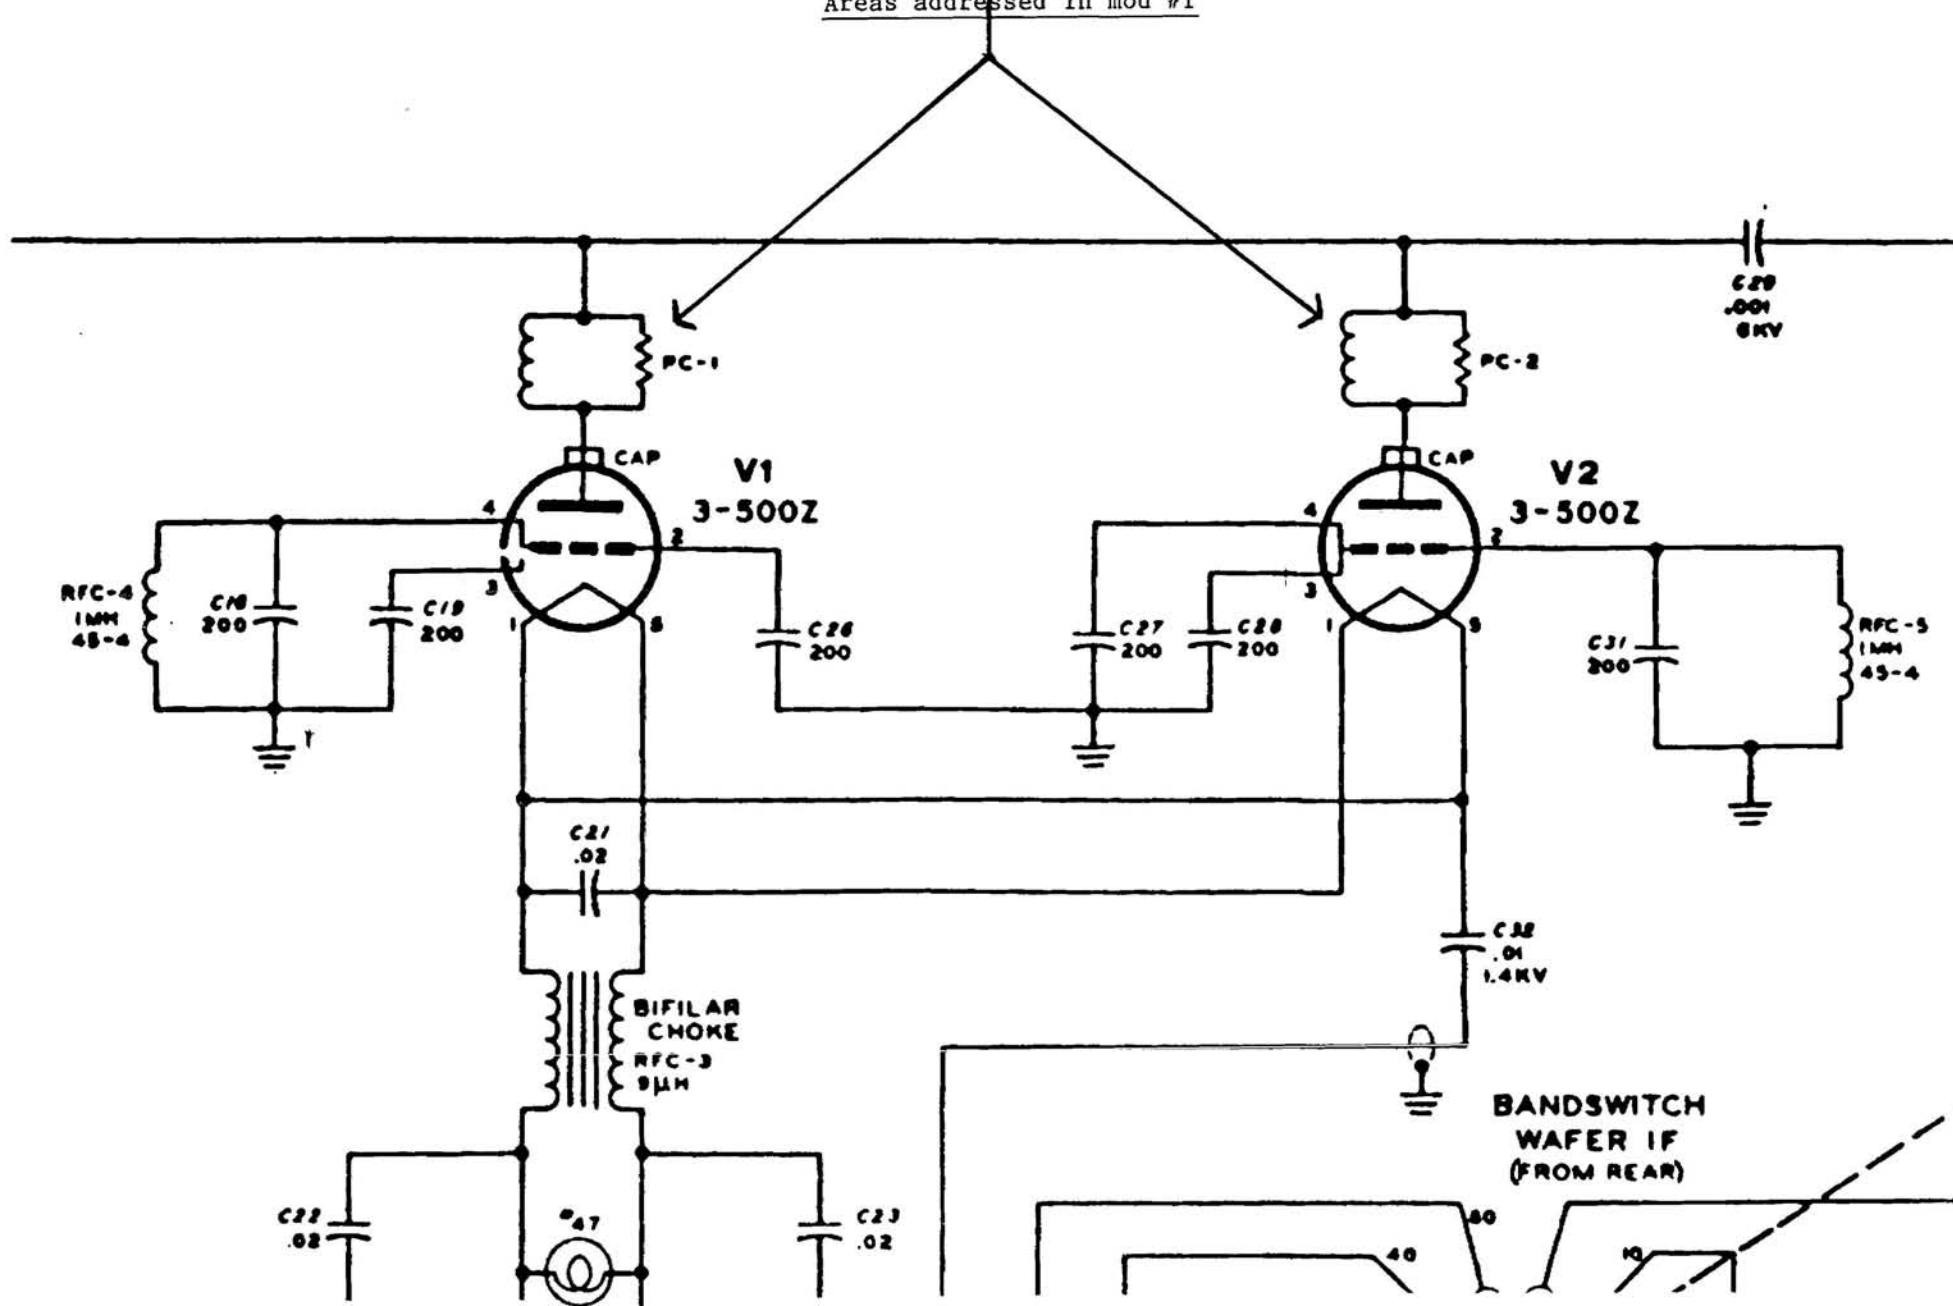 Areas addressed in mod #1
C29
.001
6KV
PC-1
PC-2
CAP
V1
3-500Z
4
2
3
1
5
CAP
V2
3-500Z
4
2
3
1
5
RFC-4
1MH
45-4
C18
200
C19
200
C26
200
C27
200
C28
200
C31
200
RFC-5
1MH
45-4
C21
.02
C32
.01
1.4KV
BIFILAR
CHOKE
RFC-3
9µH
BANDSWITCH
WAFER 1F
(FROM REAR)
C22
.02
#47
C23
.02
80
40
10